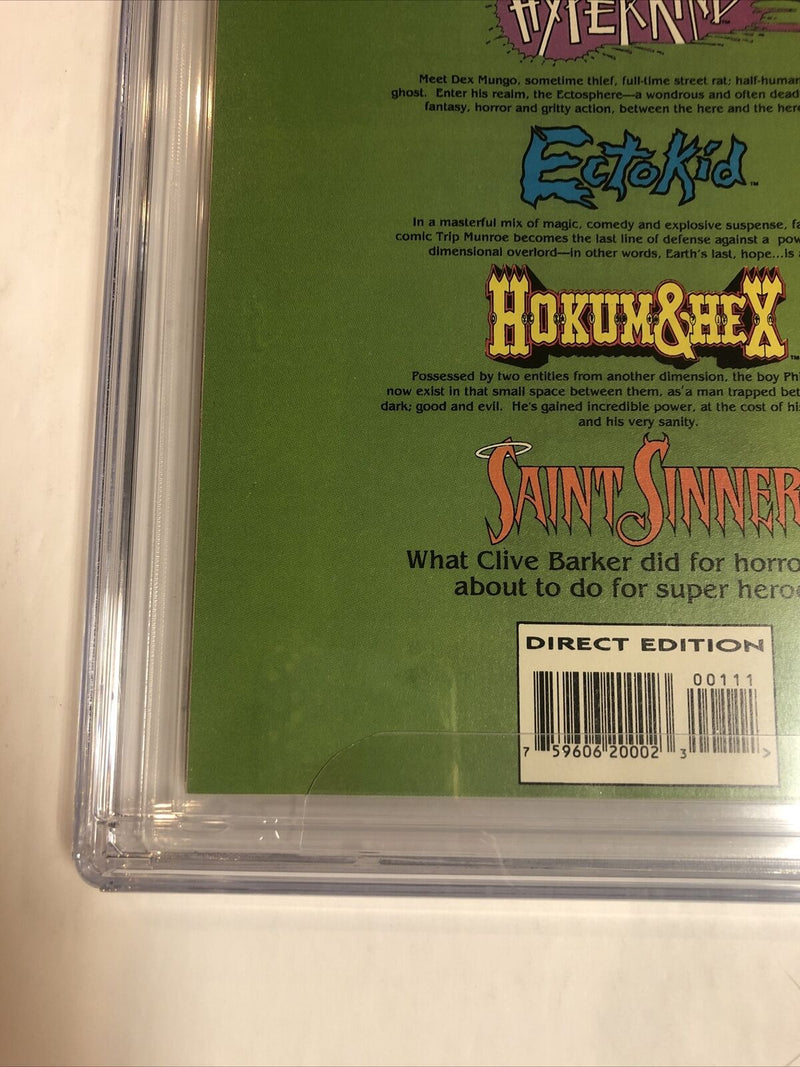 HYPERKIND
Meet Dex Mungo, sometime thief, full-time street rat; half-human
ghost. Enter his realm, the Ectosphere—a wondrous and often dead
fantasy, horror and gritty action, between the here and the here
EctoKid™
In a masterful mix of magic, comedy and explosive suspense, fa
comic Trip Munroe becomes the last line of defense against a pow
dimensional overlord—in other words, Earth's last, hope...is a
HOKUM & HEX™
Possessed by two entities from another dimension, the boy Phi
now exist in that small space between them, as a man trapped bet
dark; good and evil. He's gained incredible power, at the cost of his
and his very sanity.
SAINT SINNER
What Clive Barker did for horro
about to do for super heroe
DIRECT EDITION
00111
7 59606 20002 3 >